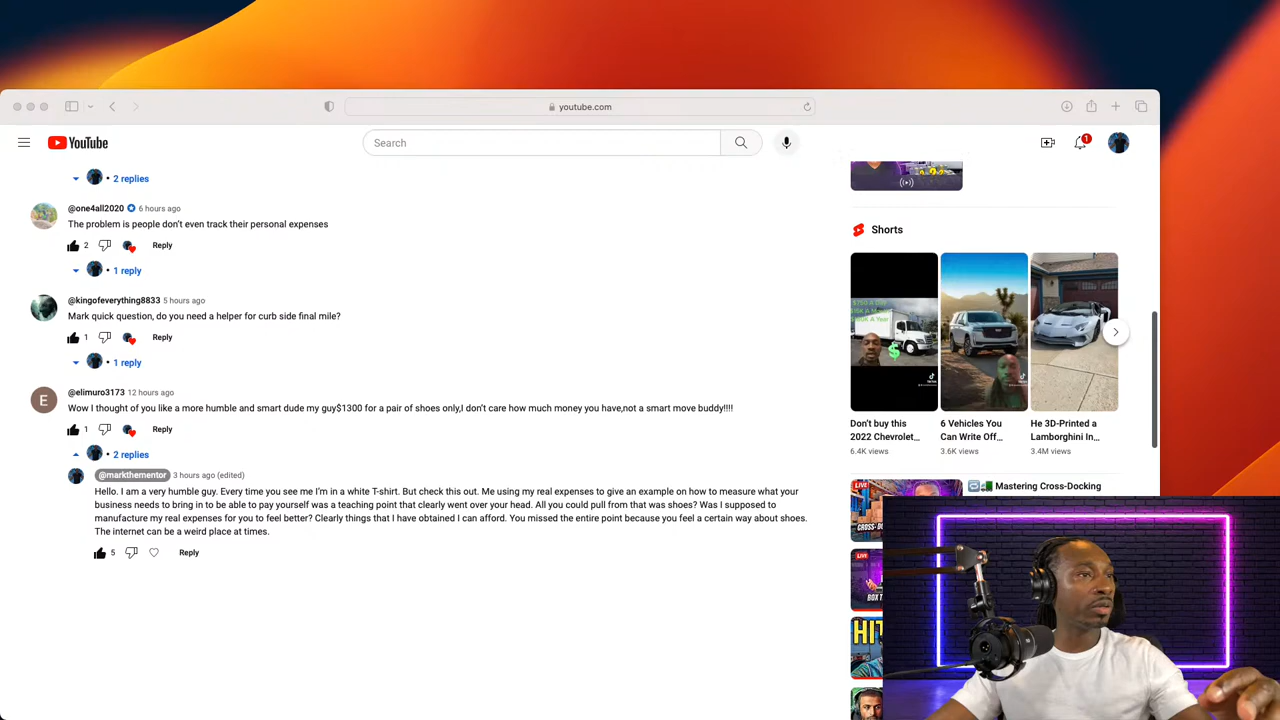 youtube.com
YouTube
Search
1
2 replies
@one4all2020 6 hours ago
The problem is people don't even track their personal expenses
2 Reply
1 reply
@kingofeverything8833 5 hours ago
Mark quick question, do you need a helper for curb side final mile?
1 Reply
1 reply
E
@elimuro3173 12 hours ago
Wow I thought of you like a more humble and smart dude my guy$1300 for a pair of shoes only,I don't care how much money you have,not a smart move buddy!!!!
1 Reply
2 replies
@markthementor 3 hours ago (edited)
Hello. I am a very humble guy. Every time you see me I'm in a white T-shirt. But check this out. Me using my real expenses to give an example on how to measure what your
business needs to bring in to be able to pay yourself was a teaching point that clearly went over your head. All you could pull from that was shoes? Was I supposed to
manufacture my real expenses for you to feel better? Clearly things that I have obtained I can afford. You missed the entire point because you feel a certain way about shoes.
The internet can be a weird place at times.
5 Reply
Shorts
Don't buy this
2022 Chevrolet...
6.4K views
6 Vehicles You
Can Write Off...
3.6K views
He 3D-Printed a
Lamborghini In...
3.4M views
Mastering Cross-Docking
LIVE
CROSS-DO
LIVE
BOX T
HIT